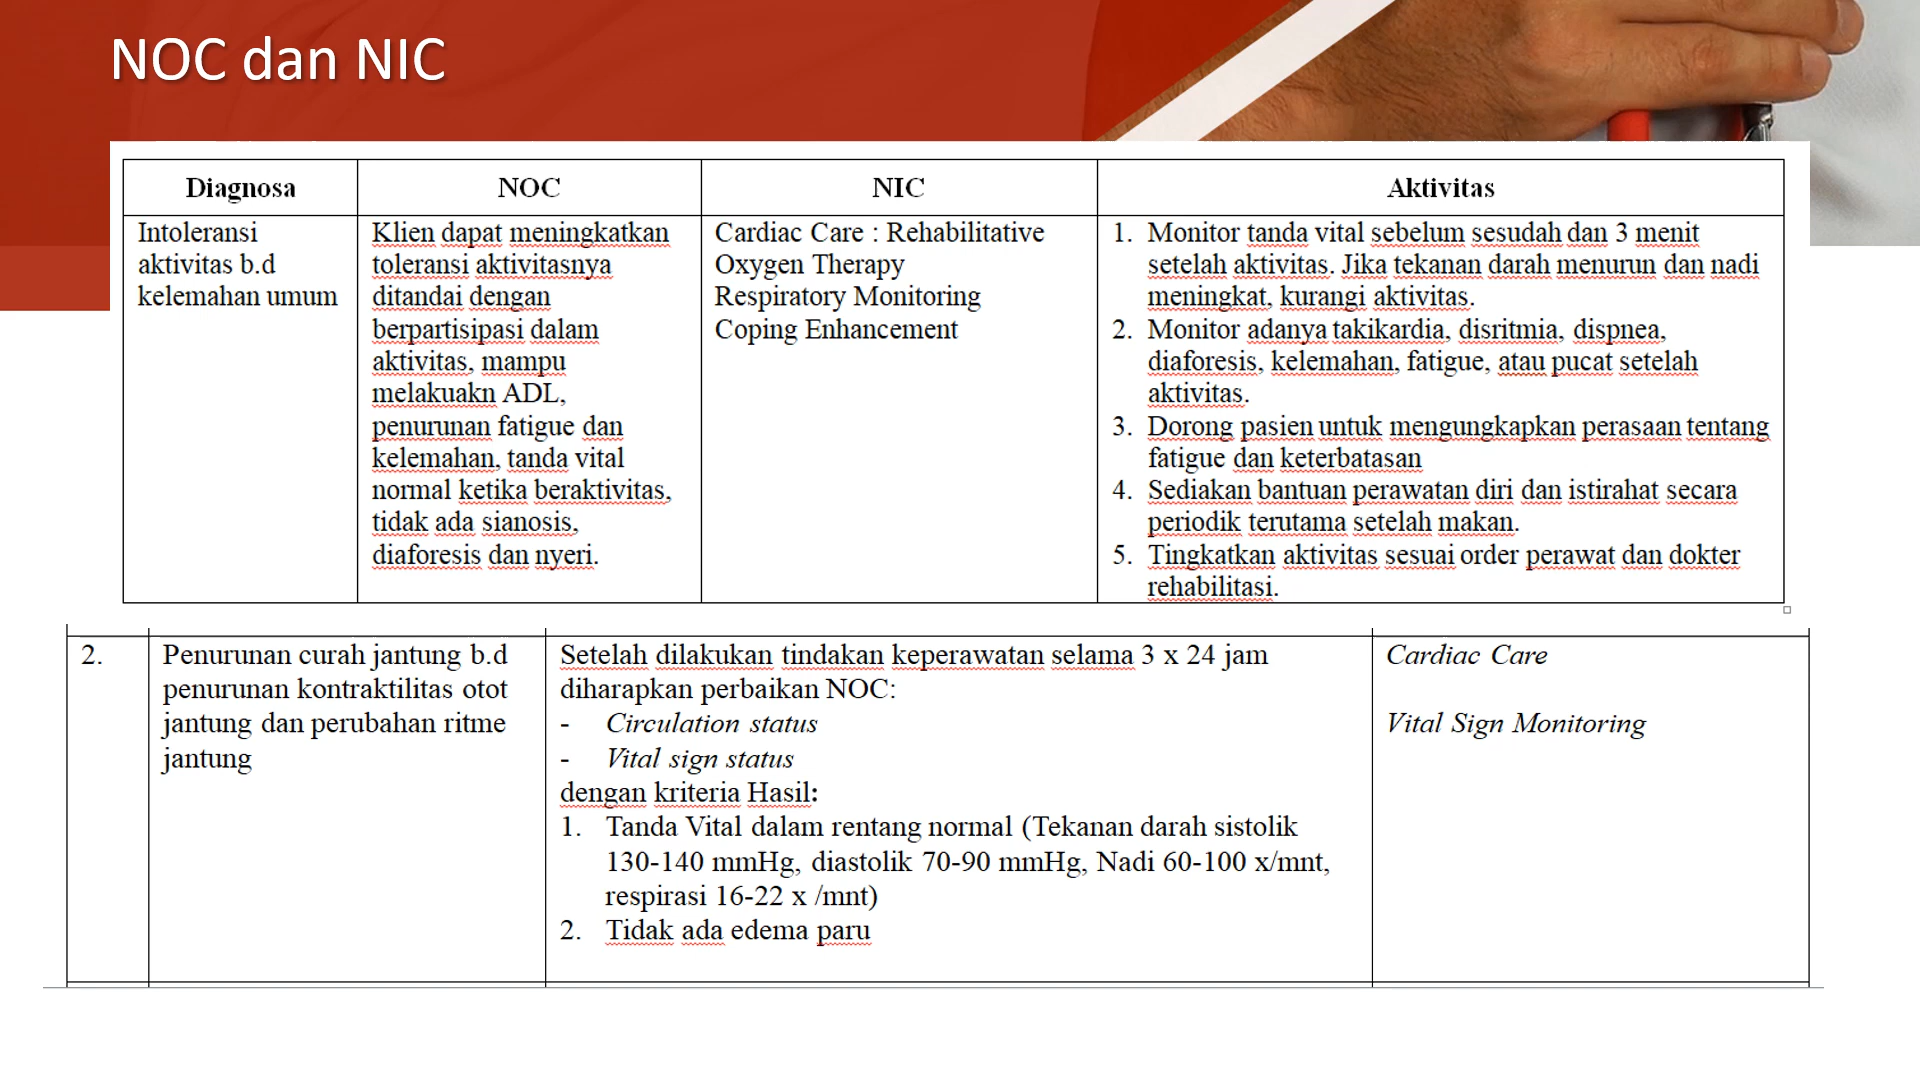 NOC dan NIC
Diagnosa
NOC
NIC
Aktivitas
Intoleransi
aktivitas b.d
kelemahan umum
Klien dapat meningkatkan
toleransi aktivitasnya
ditandai dengan
berpartisipasi dalam
aktivitas, mampu
melakuakn ADL,
penurunan fatigue dan
kelemahan, tanda vital
normal ketika beraktivitas,
tidak ada sianosis,
diaforesis dan nyeri.
Cardiac Care : Rehabilitative
Oxygen Therapy
Respiratory Monitoring
Coping Enhancement
1. Monitor tanda vital sebelum sesudah dan 3 menit
setelah aktivitas. Jika tekanan darah menurun dan nadi
meningkat, kurangi aktivitas.
2. Monitor adanya takikardia, disritmia, dispnea,
diaforesis, kelemahan, fatigue, atau pucat setelah
aktivitas.
3. Dorong pasien untuk mengungkapkan perasaan tentang
fatigue dan keterbatasan
4. Sediakan bantuan perawatan diri dan istirahat secara
periodik terutama setelah makan.
5. Tingkatkan aktivitas sesuai order perawat dan dokter
rehabilitasi.
2.
Penurunan curah jantung b.d
penurunan kontraktilitas otot
jantung dan perubahan ritme
jantung
Setelah dilakukan tindakan keperawatan selama 3 x 24 jam
diharapkan perbaikan NOC:
- Circulation status
- Vital sign status
dengan kriteria Hasil:
1. Tanda Vital dalam rentang normal (Tekanan darah sistolik
130-140 mmHg, diastolik 70-90 mmHg, Nadi 60-100 x/mnt,
respirasi 16-22 x /mnt)
2. Tidak ada edema paru
Cardiac Care
Vital Sign Monitoring